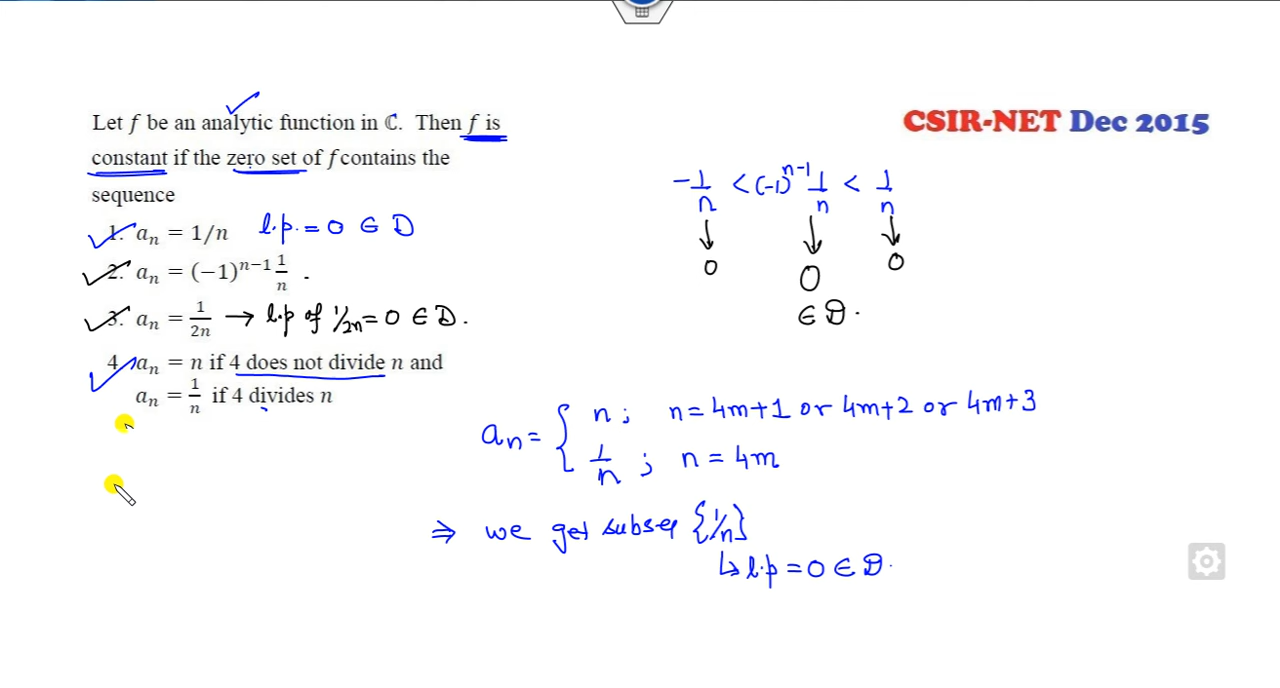 Let f be an analytic function in ℂ. Then f is
constant if the zero set of f contains the
sequence
1. aₙ = 1/n l.p. = 0 ∈ D
2. aₙ = (−1)ⁿ⁻¹ 1/n .
3. aₙ = 1/2n → l.p of 1/2n = 0 ∈ D.
4. aₙ = n if 4 does not divide n and
aₙ = 1/n if 4 divides n
CSIR-NET Dec 2015
-1/n < (-1)ⁿ⁻¹ 1/n < 1/n
↓ ↓ ↓
0 0 0
∈ D.
aₙ = { n ; n = 4m+1 or 4m+2 or 4m+3
1/n ; n = 4m
⇒ we get subseq {1/n}
↳ l.p = 0 ∈ D.